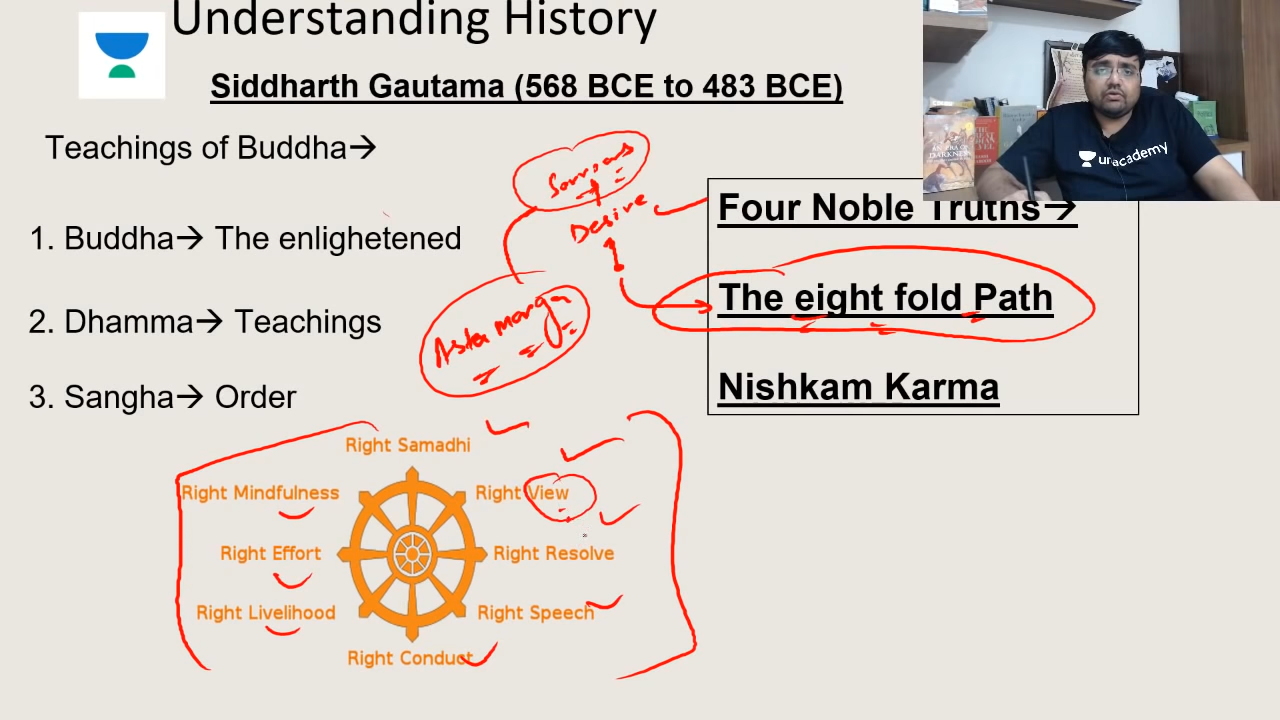 Understanding History
Siddharth Gautama (568 BCE to 483 BCE)
unacademy
Teachings of Buddha→
Sorrows
Desire
Four Noble Truths→
1. Buddha→ The enlighetened
The eight fold Path
2. Dhamma→ Teachings
Asta marga
Nishkam Karma
3. Sangha→ Order
Right Samadhi
Right Mindfulness
Right View
Right Effort
Right Resolve
Right Livelihood
Right Speech
Right Conduct